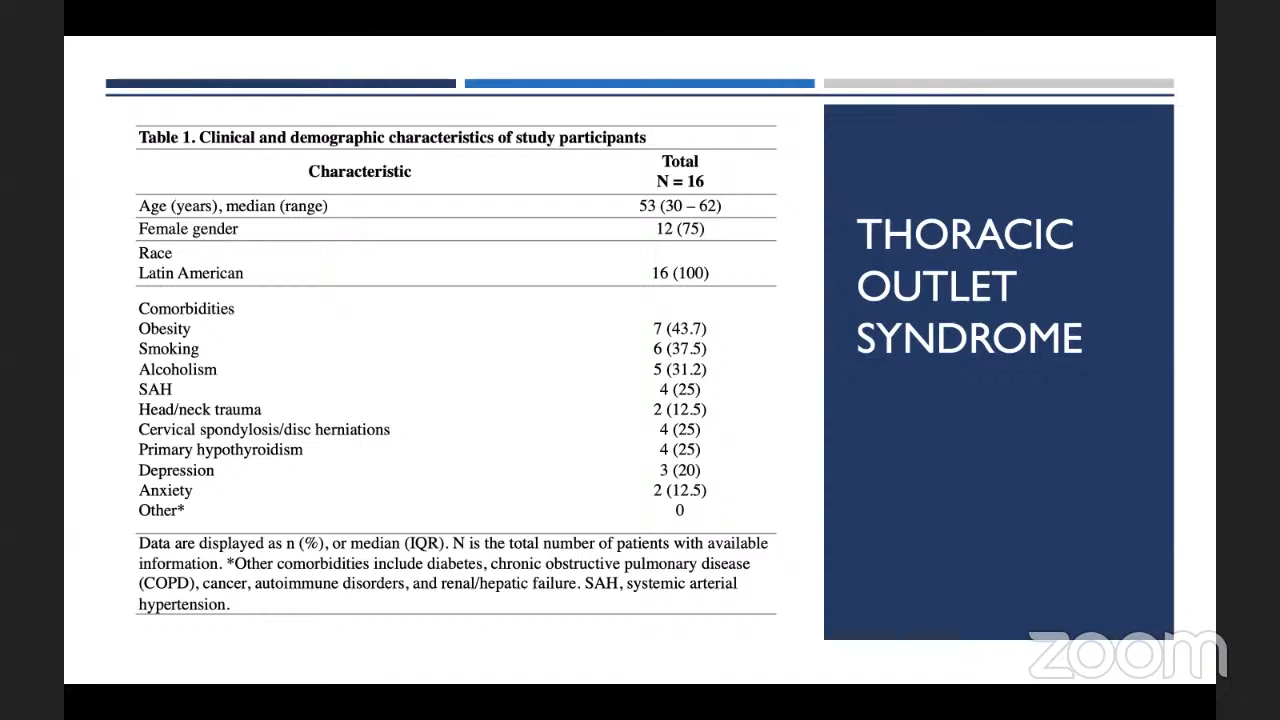 Table 1. Clinical and demographic characteristics of study participants
Characteristic
Total
N = 16
Age (years), median (range) 53 (30 – 62)
Female gender 12 (75)
Race
Latin American 16 (100)
Comorbidities
Obesity 7 (43.7)
Smoking 6 (37.5)
Alcoholism 5 (31.2)
SAH 4 (25)
Head/neck trauma 2 (12.5)
Cervical spondylosis/disc herniations 4 (25)
Primary hypothyroidism 4 (25)
Depression 3 (20)
Anxiety 2 (12.5)
Other* 0
Data are displayed as n (%), or median (IQR). N is the total number of patients with available
information. *Other comorbidities include diabetes, chronic obstructive pulmonary disease
(COPD), cancer, autoimmune disorders, and renal/hepatic failure. SAH, systemic arterial
hypertension.
THORACIC
OUTLET
SYNDROME
zoom